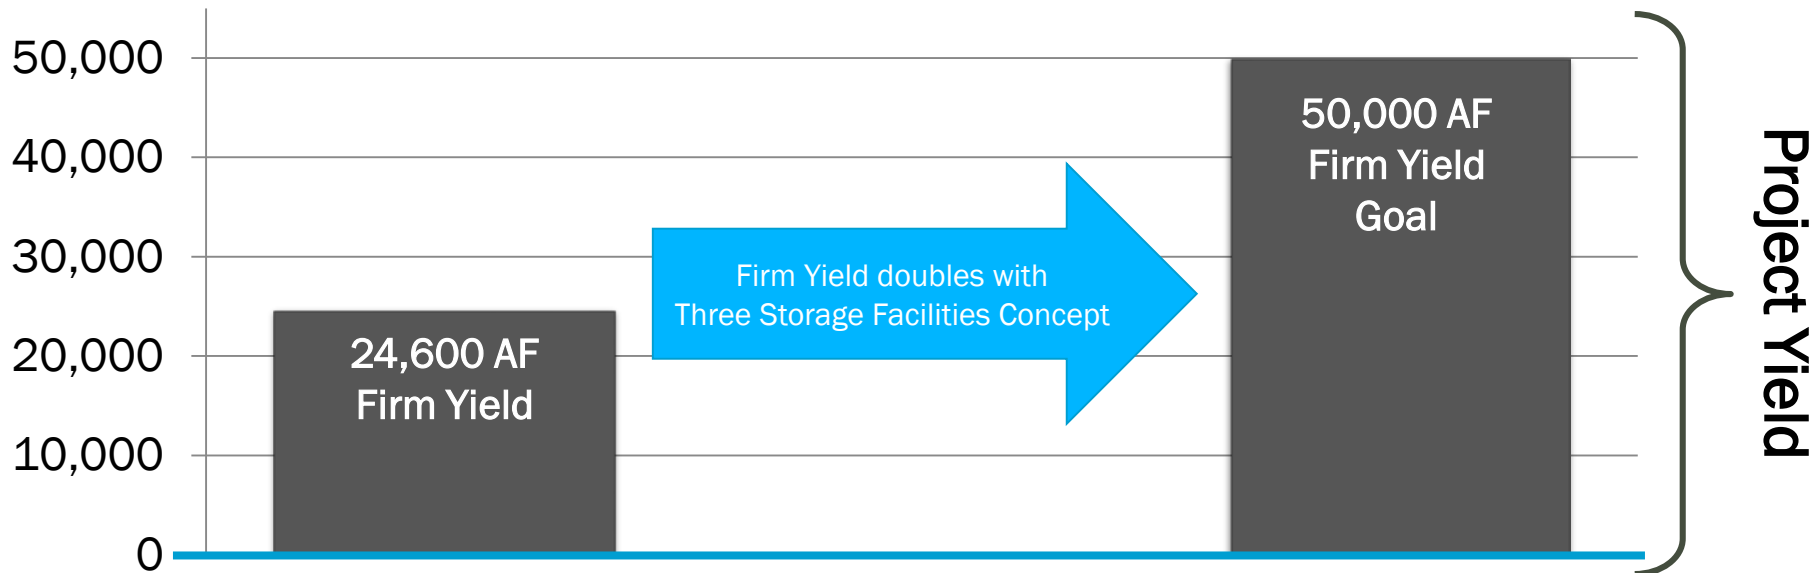 50,000
40,000
30,000
20,000
10,000
0
24,600 AF
Firm Yield
Firm Yield doubles with
Three Storage Facilities Concept
50,000 AF
Firm Yield
Goal
Project Yield